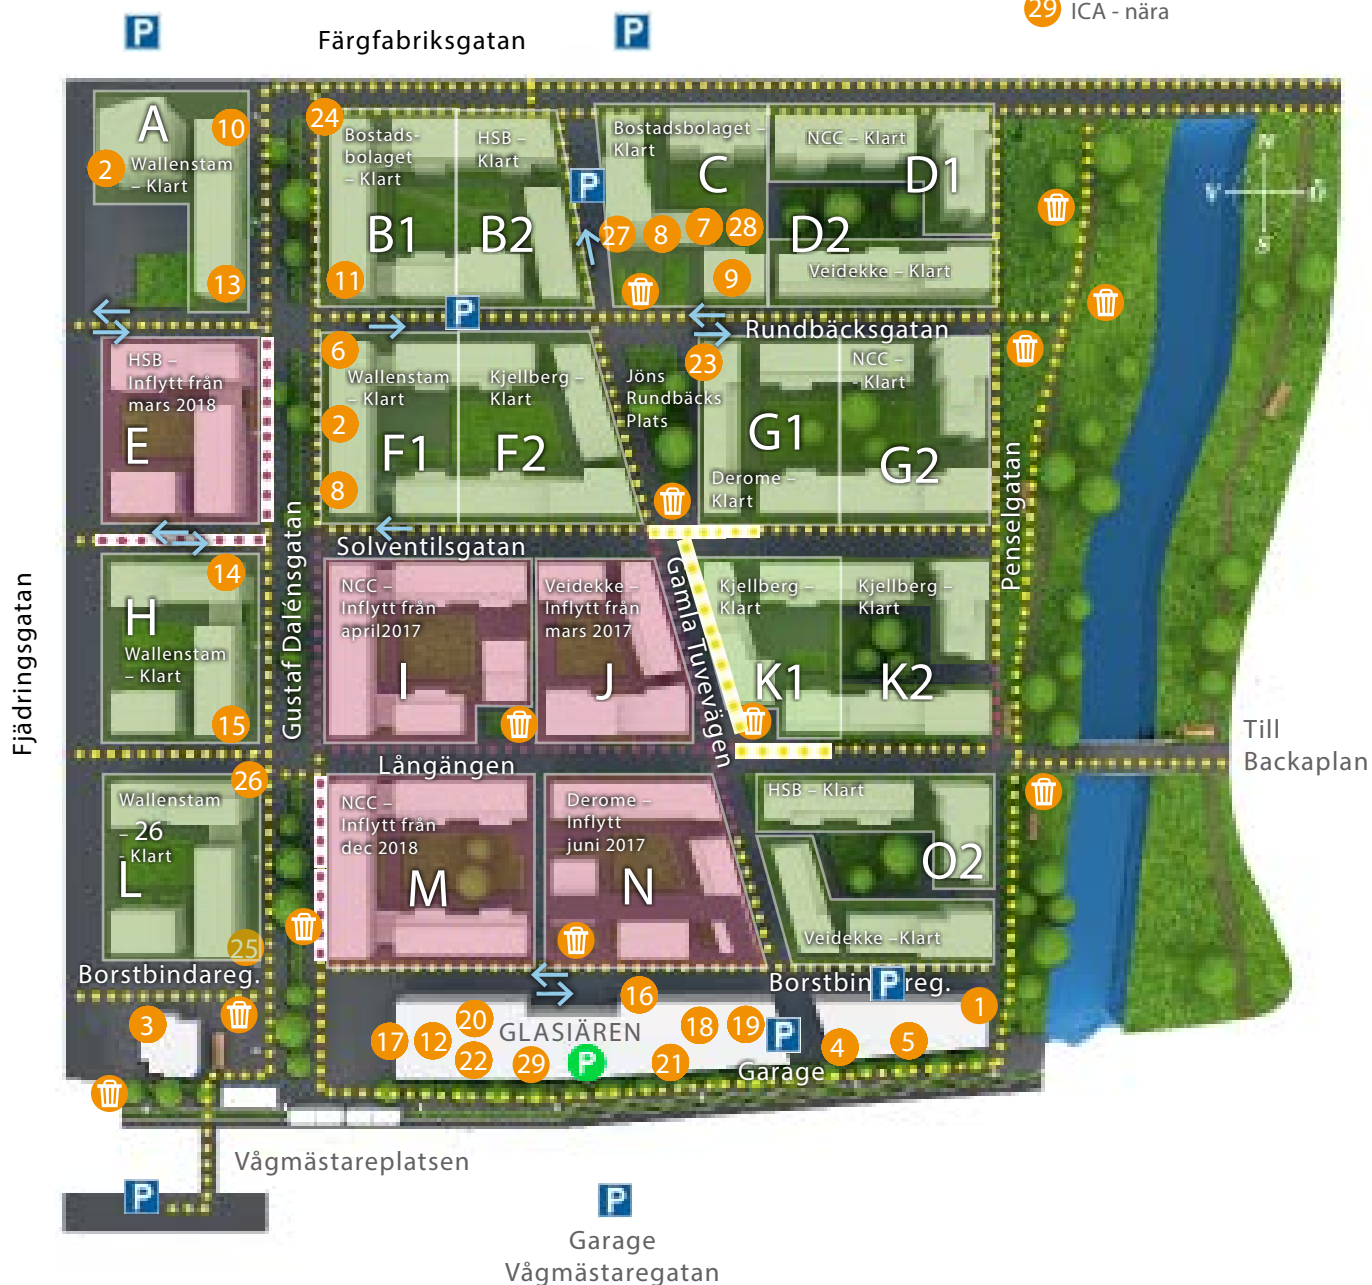 P
P
29 ICA - nära
Färgfabriksgatan
A
10
2
Wallenstam
– Klart
13
24
Bostads-
bolaget
– Klart
B1
11
HSB –
Klart
B2
P
Bostadsbolaget –
Klart
C
27
8
7
28
9
NCC – Klart
D1
D2
Veidekke – Klart
N
V
Ö
S
P
Rundbäcksgatan
HSB –
Inflytt från
mars 2018
E
6
Wallenstam
– Klart
2
F1
8
Kjellberg –
Klart
F2
Jöns
Rundbäcks
Plats
23
G1
Derome –
Klart
NCC –
Klart
G2
Penselgatan
Gustaf Dalénsgatan
Solventilsgatan
Fjädringsgatan
14
H
Wallenstam
– Klart
15
NCC –
Inflytt från
april2017
I
Veidekke –
Inflytt från
mars 2017
J
Gamla Tuvevägen
Kjellberg –
Klart
K1
Kjellberg –
Klart
K2
Till
Backaplan
Långängen
26
Wallenstam
– 26
- Klart
L
25
NCC –
Inflytt från
dec 2018
M
Derome –
Inflytt
juni 2017
N
HSB – Klart
O2
Veidekke –Klart
Borstbindareg.
Borstbin
P
reg.
3
16
1
20
GLASIÄREN
18
19
17
12
22
29
P
21
P
4
5
Garage
Vågmästareplatsen
P
P
Garage
Vågmästaregatan